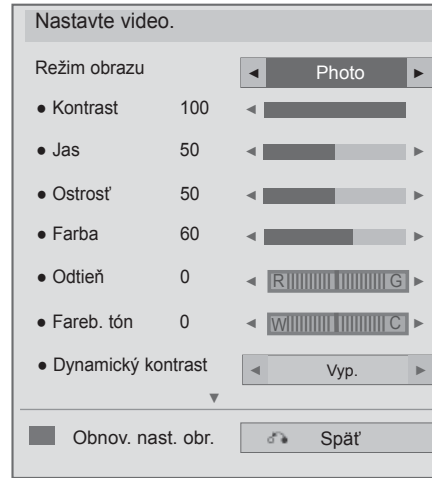 Nastavte video.
Režim obrazu ◄ Photo ►
● Kontrast 100 ◄
● Jas 50 ◄ ►
● Ostrosť 50 ◄ ►
● Farba 60 ◄ ►
● Odtieň 0 ◄ R G ►
● Fareb. tón 0 ◄ W C ►
● Dynamický kontrast ◄ Vyp. ►
▼
Obnov. nast. obr. Späť